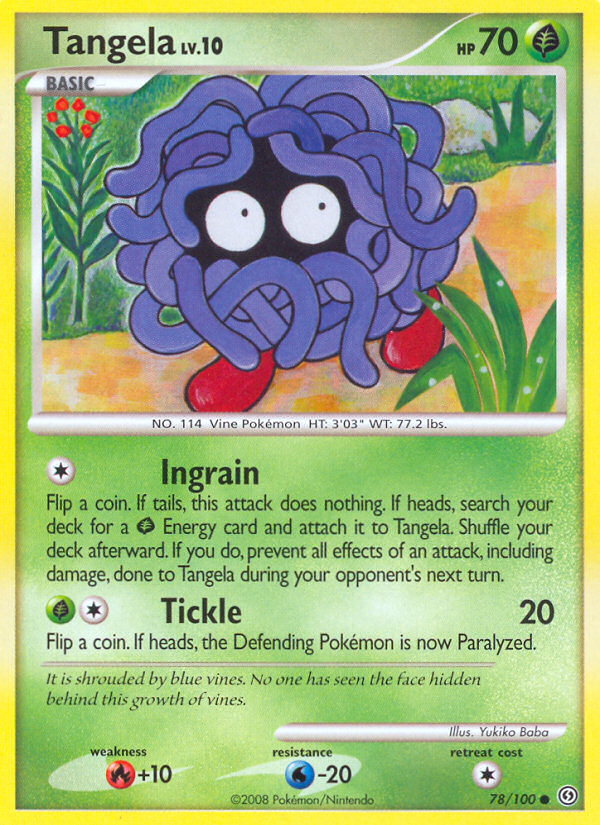 Tangela LV.10 HP 70
BASIC
NO. 114 Vine Pokémon HT: 3'03" WT: 77.2 lbs.
Ingrain
Flip a coin. If tails, this attack does nothing. If heads, search your
deck for a Energy card and attach it to Tangela. Shuffle your
deck afterward. If you do, prevent all effects of an attack, including
damage, done to Tangela during your opponent's next turn.
Tickle 20
Flip a coin. If heads, the Defending Pokémon is now Paralyzed.
It is shrouded by blue vines. No one has seen the face hidden
behind this growth of vines.
Illus. Yukiko Baba
weakness resistance retreat cost
+10 -20
©2008 Pokémon/Nintendo 78/100